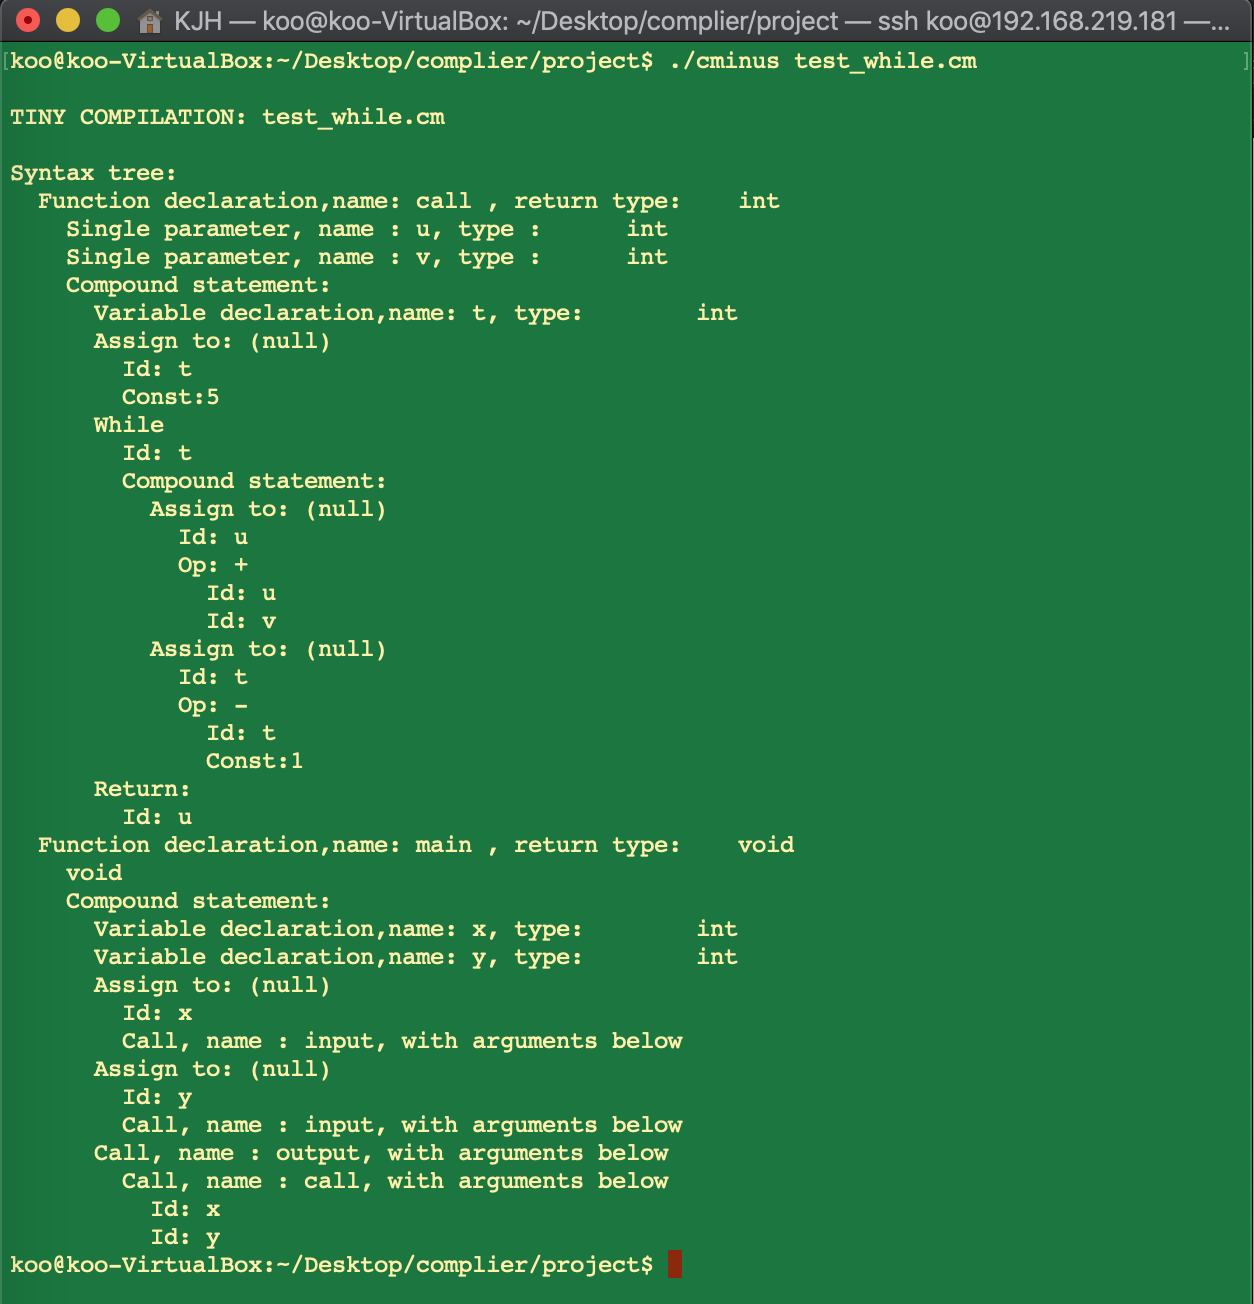 KJH — koo@koo-VirtualBox: ~/Desktop/complier/project — ssh koo@192.168.219.181 —...
[koo@koo-VirtualBox:~/Desktop/complier/project$ ./cminus test_while.cm ]
TINY COMPILATION: test_while.cm
Syntax tree:
  Function declaration,name: call , return type:    int
    Single parameter, name : u, type :      int
    Single parameter, name : v, type :      int
    Compound statement:
      Variable declaration,name: t, type:        int
      Assign to: (null)
        Id: t
        Const:5
      While
        Id: t
        Compound statement:
          Assign to: (null)
            Id: u
            Op: +
              Id: u
              Id: v
          Assign to: (null)
            Id: t
            Op: -
              Id: t
              Const:1
      Return:
        Id: u
  Function declaration,name: main , return type:    void
    void
    Compound statement:
      Variable declaration,name: x, type:        int
      Variable declaration,name: y, type:        int
      Assign to: (null)
        Id: x
        Call, name : input, with arguments below
      Assign to: (null)
        Id: y
        Call, name : input, with arguments below
      Call, name : output, with arguments below
        Call, name : call, with arguments below
          Id: x
          Id: y
koo@koo-VirtualBox:~/Desktop/complier/project$